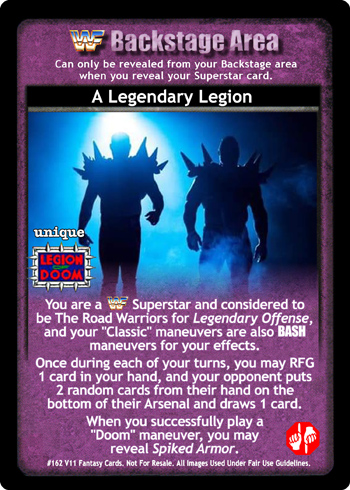 WF Backstage Area
Can only be revealed from your Backstage area
when you reveal your Superstar card.
A Legendary Legion
unique
LEGION
OF
DOOM
You are a WF Superstar and considered to
be The Road Warriors for Legendary Offense,
and your "Classic" maneuvers are also BASH
maneuvers for your effects.
Once during each of your turns, you may RFG
1 card in your hand, and your opponent puts
2 random cards from their hand on the
bottom of their Arsenal and draws 1 card.
When you successfully play a
"Doom" maneuver, you may
reveal Spiked Armor.
#162 V11 Fantasy Cards. Not For Resale. All Images Used Under Fair Use Guidelines.